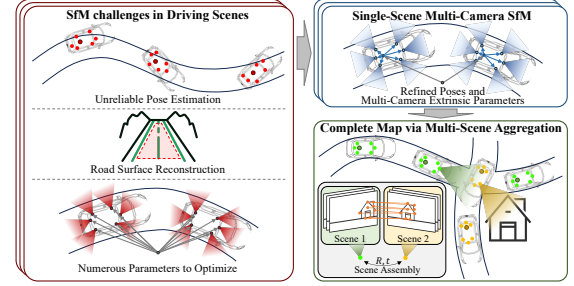 SfM challenges in Driving Scenes
Unreliable Pose Estimation
Road Surface Reconstruction
Numerous Parameters to Optimize
Single-Scene Multi-Camera SfM
Refined Poses and
Multi-Camera Extrinsic Parameters
Complete Map via Multi-Scene Aggregation
Scene 1
Scene 2
R, t
Scene Assembly